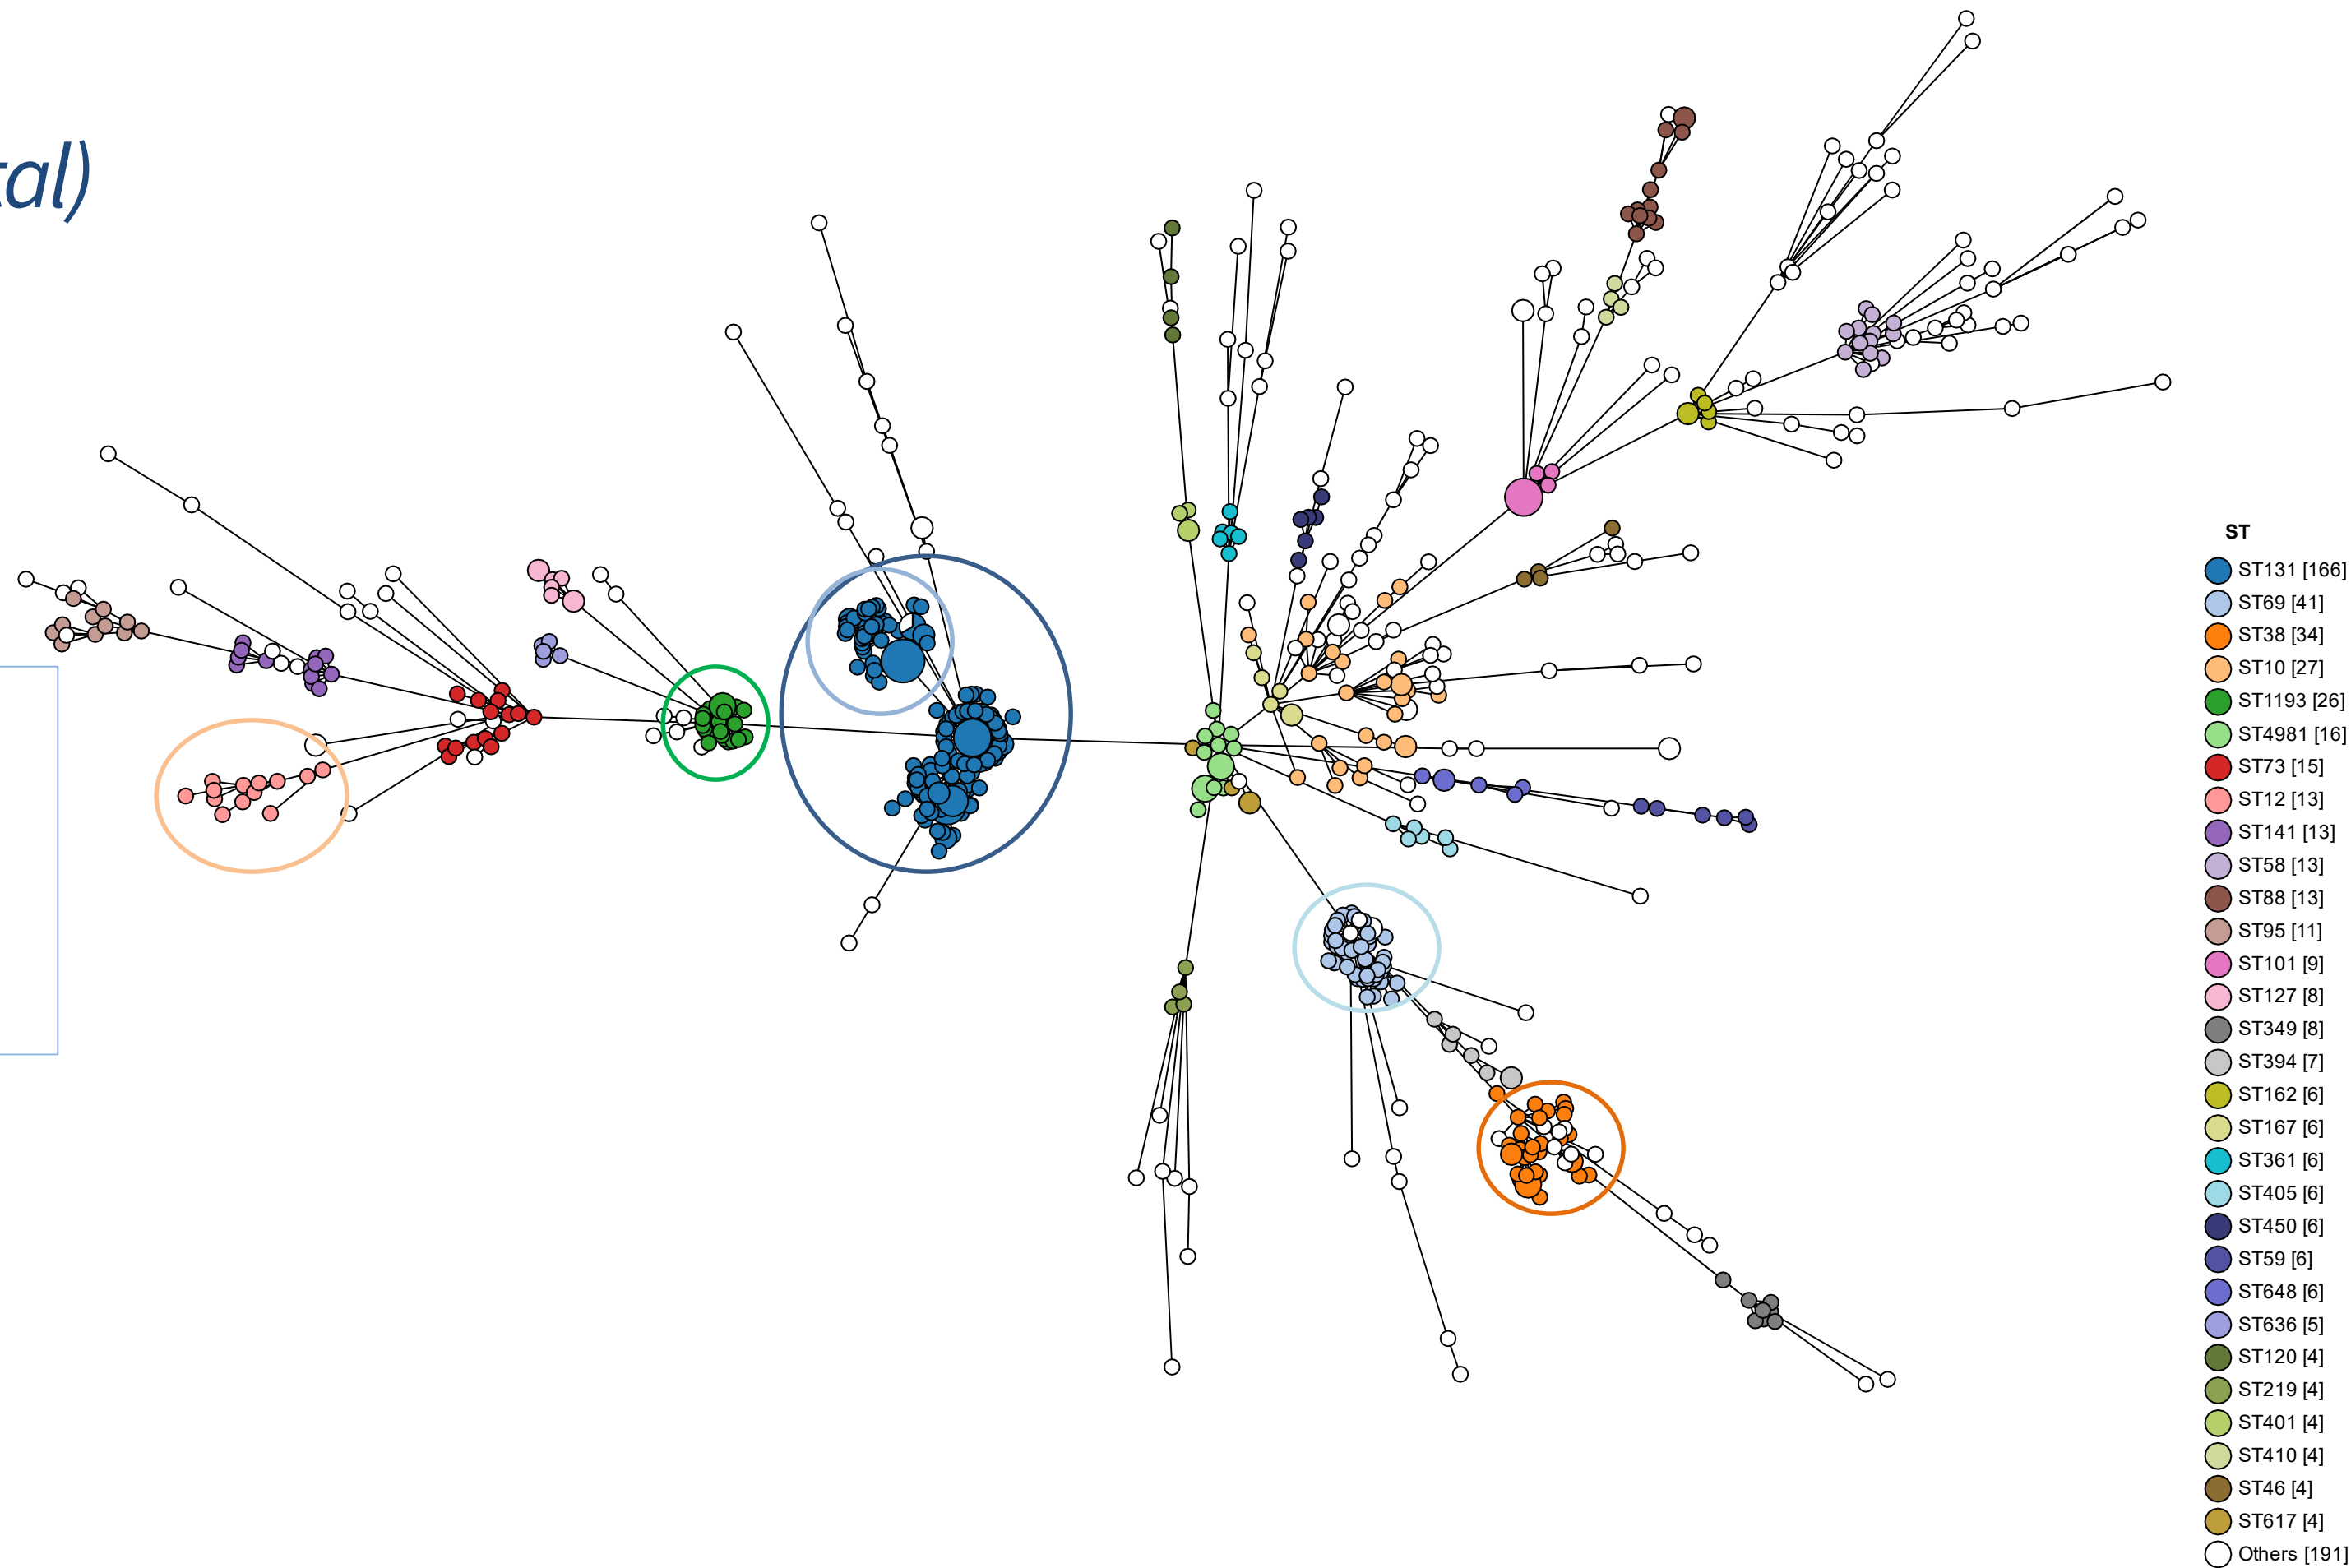 tal)
ST
ST131 [166]
ST69 [41]
ST38 [34]
ST10 [27]
ST1193 [26]
ST4981 [16]
ST73 [15]
ST12 [13]
ST141 [13]
ST58 [13]
ST88 [13]
ST95 [11]
ST101 [9]
ST127 [8]
ST349 [8]
ST394 [7]
ST162 [6]
ST167 [6]
ST361 [6]
ST405 [6]
ST450 [6]
ST59 [6]
ST648 [6]
ST636 [5]
ST120 [4]
ST219 [4]
ST401 [4]
ST410 [4]
ST46 [4]
ST617 [4]
Others [191]